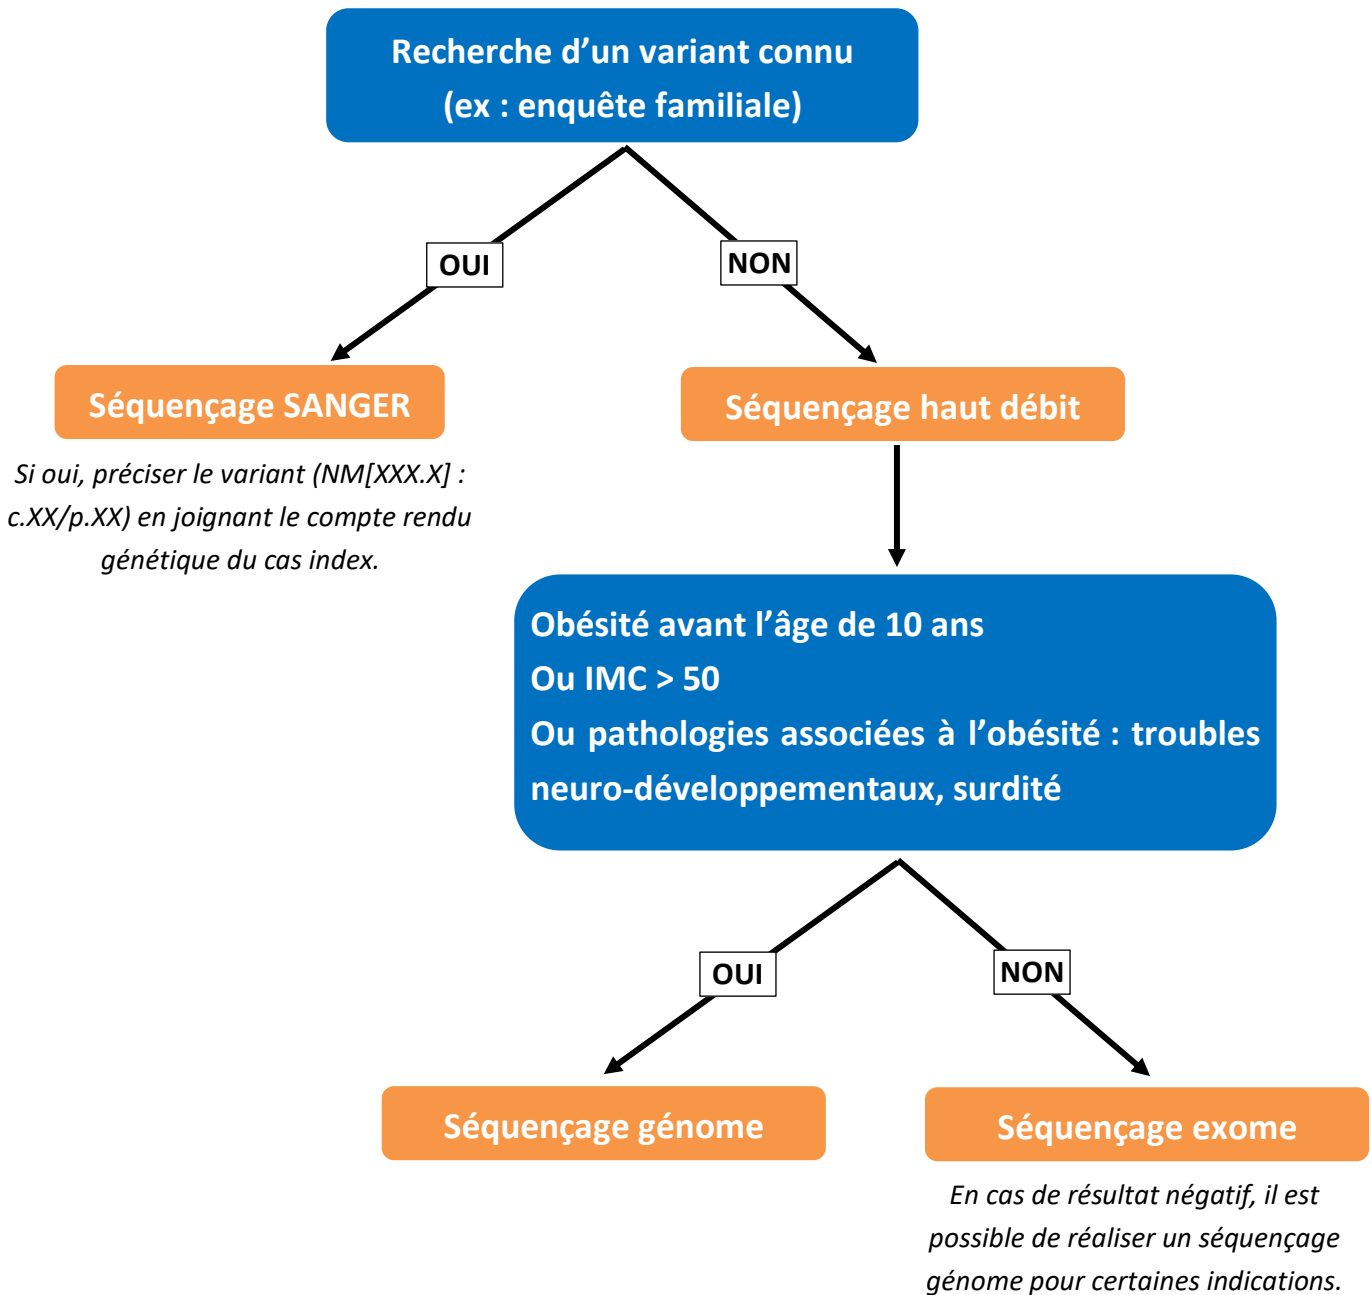 Recherche d’un variant connu
(ex : enquête familiale)
OUI
NON
Séquençage SANGER
Séquençage haut débit
Si oui, préciser le variant (NM[XXX.X] :
c.XX/p.XX) en joignant le compte rendu
génétique du cas index.
Obésité avant l’âge de 10 ans
Ou IMC > 50
Ou pathologies associées à l’obésité : troubles
neuro-développementaux, surdité
OUI
NON
Séquençage génome
Séquençage exome
En cas de résultat négatif, il est
possible de réaliser un séquençage
génome pour certaines indications.